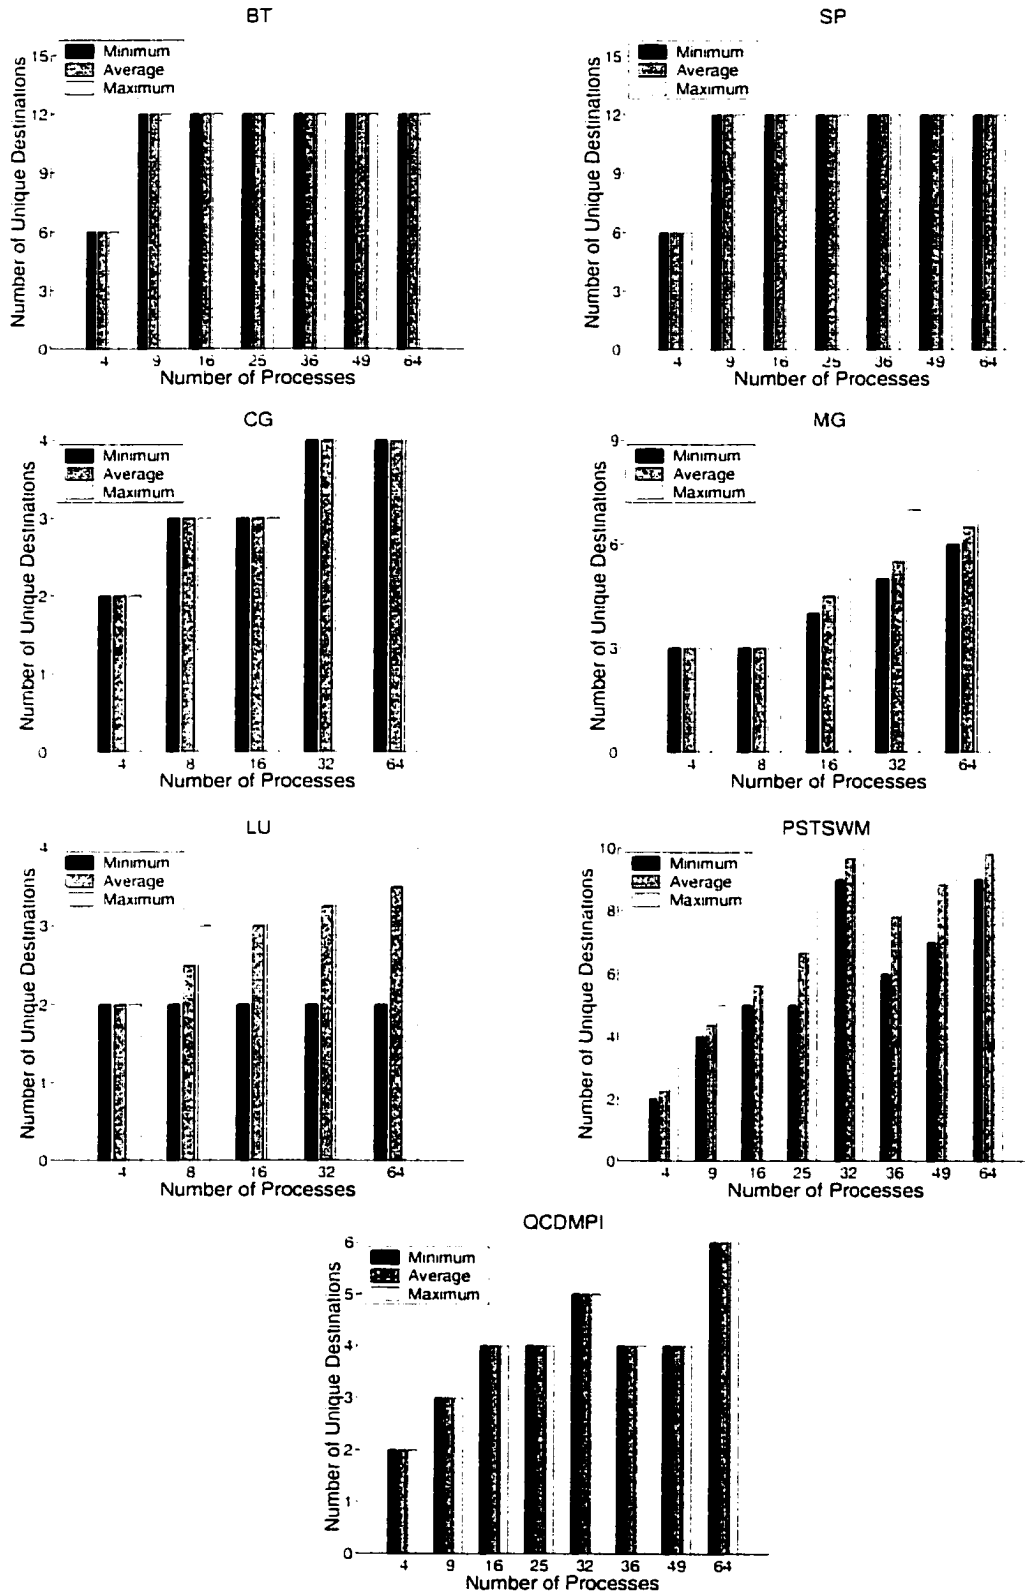 BT
Number of Unique Destinations
Minimum
Average
Maximum
15
12
9
6
3
0
4 9 16 25 36 49 64
Number of Processes
SP
Number of Unique Destinations
Minimum
Average
Maximum
15
12
9
6
3
0
4 9 16 25 36 49 64
Number of Processes
CG
Number of Unique Destinations
Minimum
Average
Maximum
4
3
2
1
0
4 8 16 32 64
Number of Processes
MG
Number of Unique Destinations
Minimum
Average
Maximum
9
6
3
0
4 8 16 32 64
Number of Processes
LU
Number of Unique Destinations
Minimum
Average
Maximum
4
3
2
1
0
4 8 16 32 64
Number of Processes
PSTSWM
Number of Unique Destinations
Minimum
Average
Maximum
10
8
6
4
2
0
4 9 16 25 32 36 49 64
Number of Processes
QCDMPI
Number of Unique Destinations
Minimum
Average
Maximum
6
5
4
3
2
1
0
4 9 16 25 32 36 49 64
Number of Processes